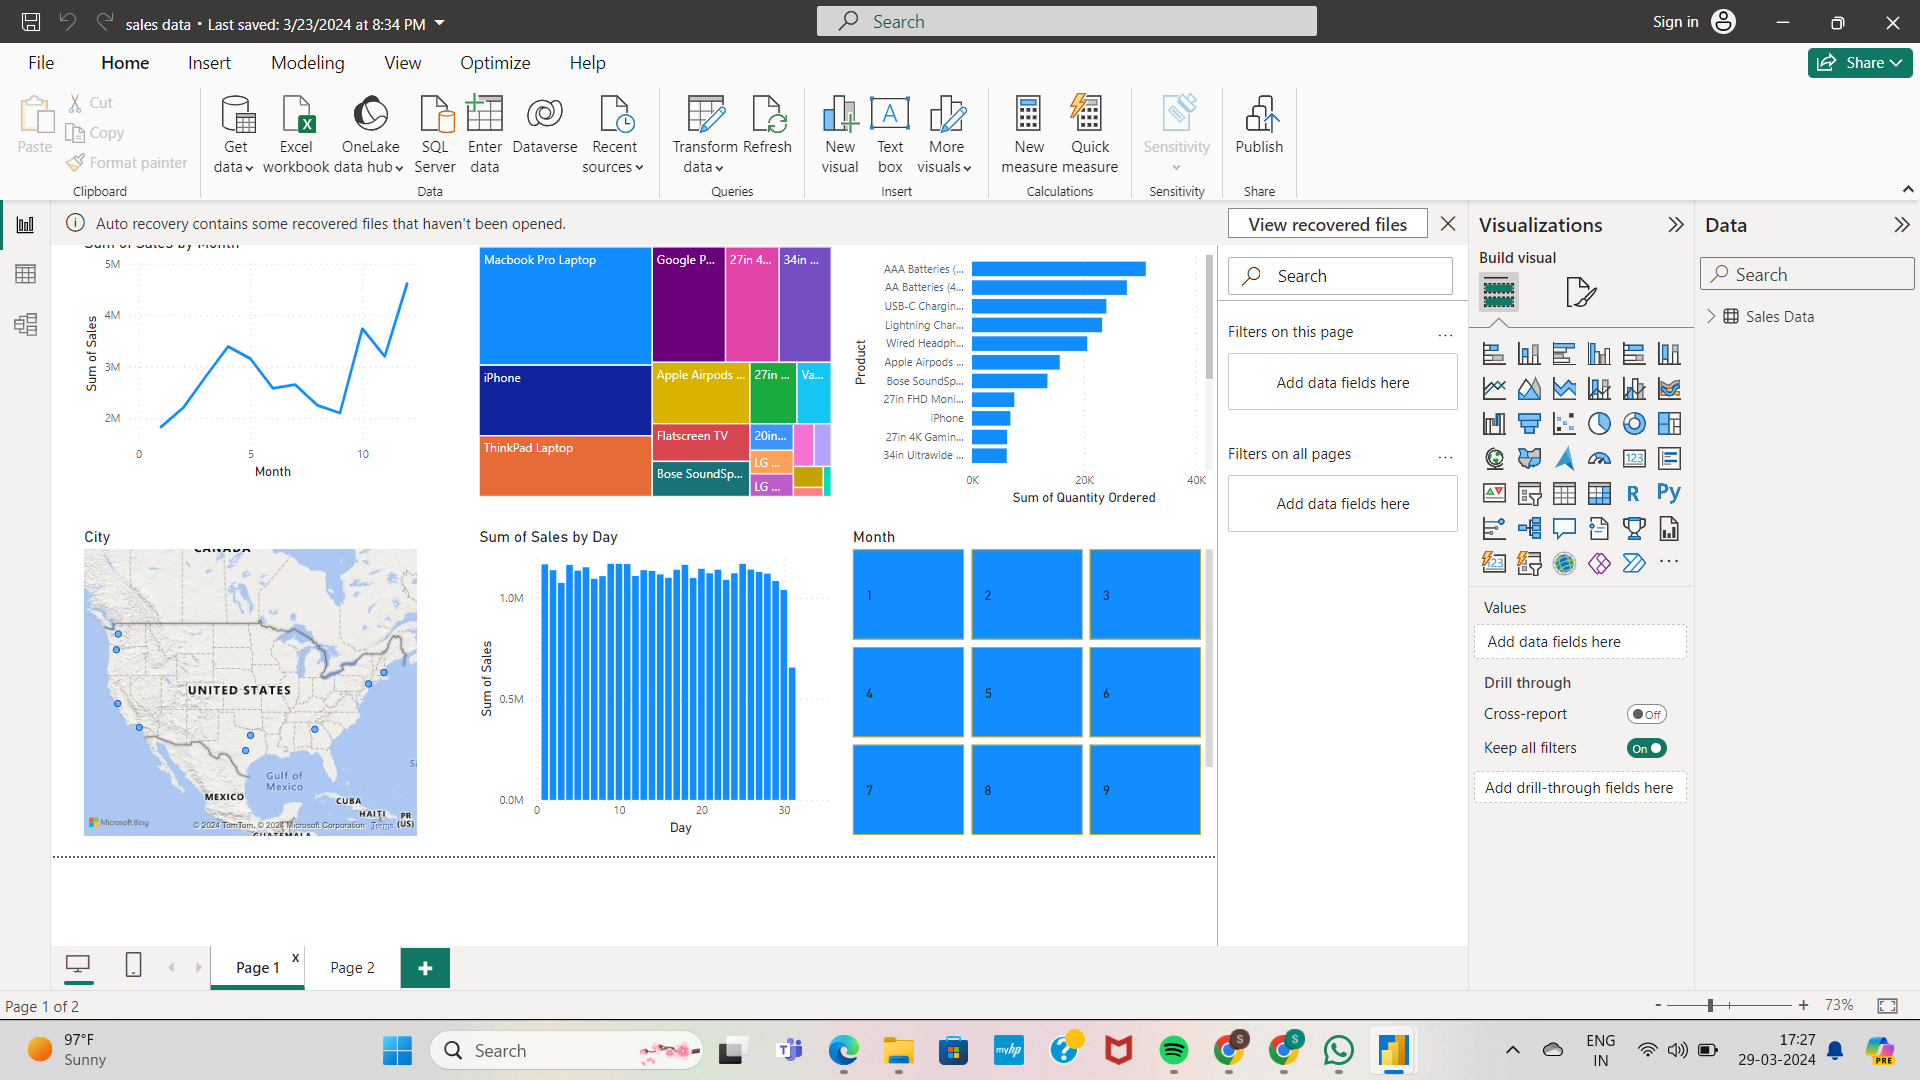 sales data • Last saved: 3/23/2024 at 8:34 PM
Search
Sign in
File Home Insert Modeling View Optimize Help
Share
Paste
Cut
Copy
Format painter
Clipboard
Get data
Excel workbook
OneLake data hub
SQL Server
Enter data
Dataverse
Recent sources
Data
Transform data
Refresh
Queries
New visual
Text box
More visuals
Insert
New measure
Quick measure
Calculations
Sensitivity
Sensitivity
Publish
Share
Auto recovery contains some recovered files that haven't been opened.
View recovered files
Sum of Sales by Month
5M
4M
3M
2M
Sum of Sales
0 5 10
Month
Macbook Pro Laptop
iPhone
ThinkPad Laptop
Google P...
27in 4...
34in ...
Apple Airpods ...
27in ...
Va...
Flatscreen TV
20in...
LG ...
Bose SoundSp...
LG ...
Product
AAA Batteries (...
AA Batteries (4...
USB-C Chargin...
Lightning Char...
Wired Headph...
Apple Airpods ...
Bose SoundSp...
27in FHD Moni...
iPhone
27in 4K Gamin...
34in Ultrawide ...
0K 20K 40K
Sum of Quantity Ordered
City
CANADA
UNITED STATES
Gulf of
Mexico
MEXICO
CUBA
HAITI
PR
(US)
GUATEMALA
Microsoft Bing
© 2024 TomTom, © 2024 Microsoft Corporation Terms
Sum of Sales by Day
1.0M
0.5M
0.0M
Sum of Sales
0 10 20 30
Day
Month
1 2 3
4 5 6
7 8 9
Search
Filters on this page ...
Add data fields here
Filters on all pages ...
Add data fields here
Visualizations
Build visual
123
R
Py
123
...
Values
Add data fields here
Drill through
Cross-report Off
Keep all filters On
Add drill-through fields here
Data
Search
Sales Data
Page 1 x
Page 2
+
Page 1 of 2
- + 73%
97°F
Sunny
Search
myhp
S
S
PRE
ENG
IN
17:27
29-03-2024